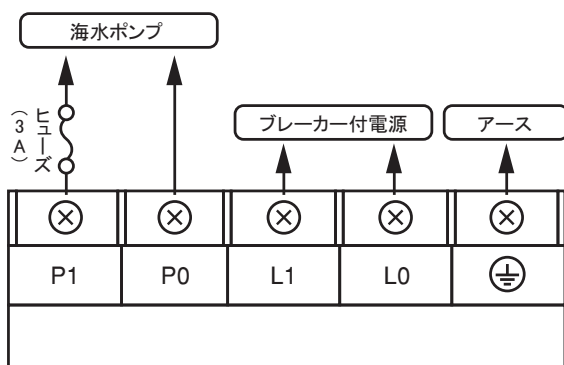 海水ポンプ
ヒューズ
(3A)
ブレーカー付電源
アース
P1 P0 L1 L0